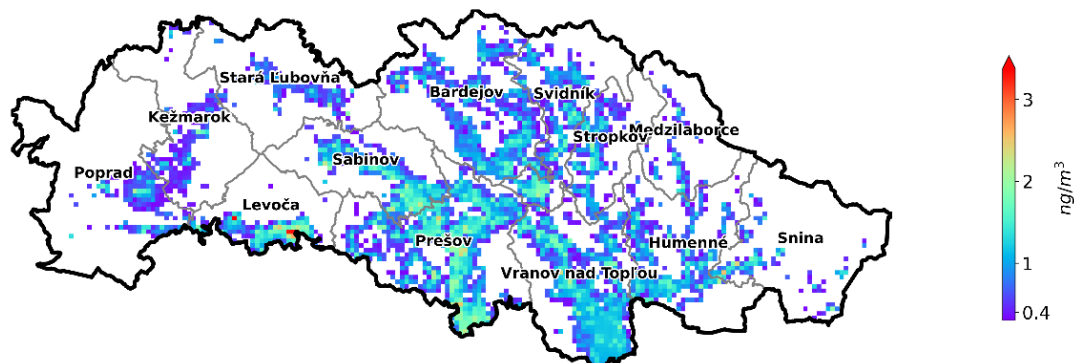 Stará Ľubovňa
Bardejov
Svidník
Kežmarok
Stropkov
Medzilaborce
Sabinov
Poprad
Levoča
Prešov
Humenné
Snina
Vranov nad Topľou
3
2
1
0.4
ng/m³